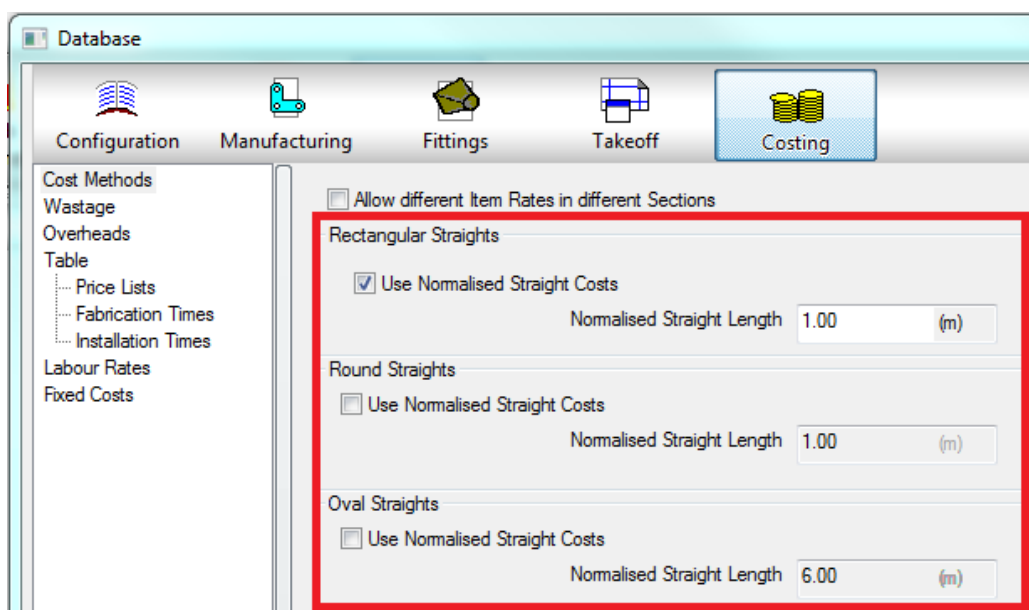 Database
Configuration Manufacturing Fittings Takeoff Costing
Cost Methods
Wastage
Overheads
Table
Price Lists
Fabrication Times
Installation Times
Labour Rates
Fixed Costs
Allow different Item Rates in different Sections
Rectangular Straights
Use Normalised Straight Costs
Normalised Straight Length 1.00 (m)
Round Straights
Use Normalised Straight Costs
Normalised Straight Length 1.00 (m)
Oval Straights
Use Normalised Straight Costs
Normalised Straight Length 6.00 (m)